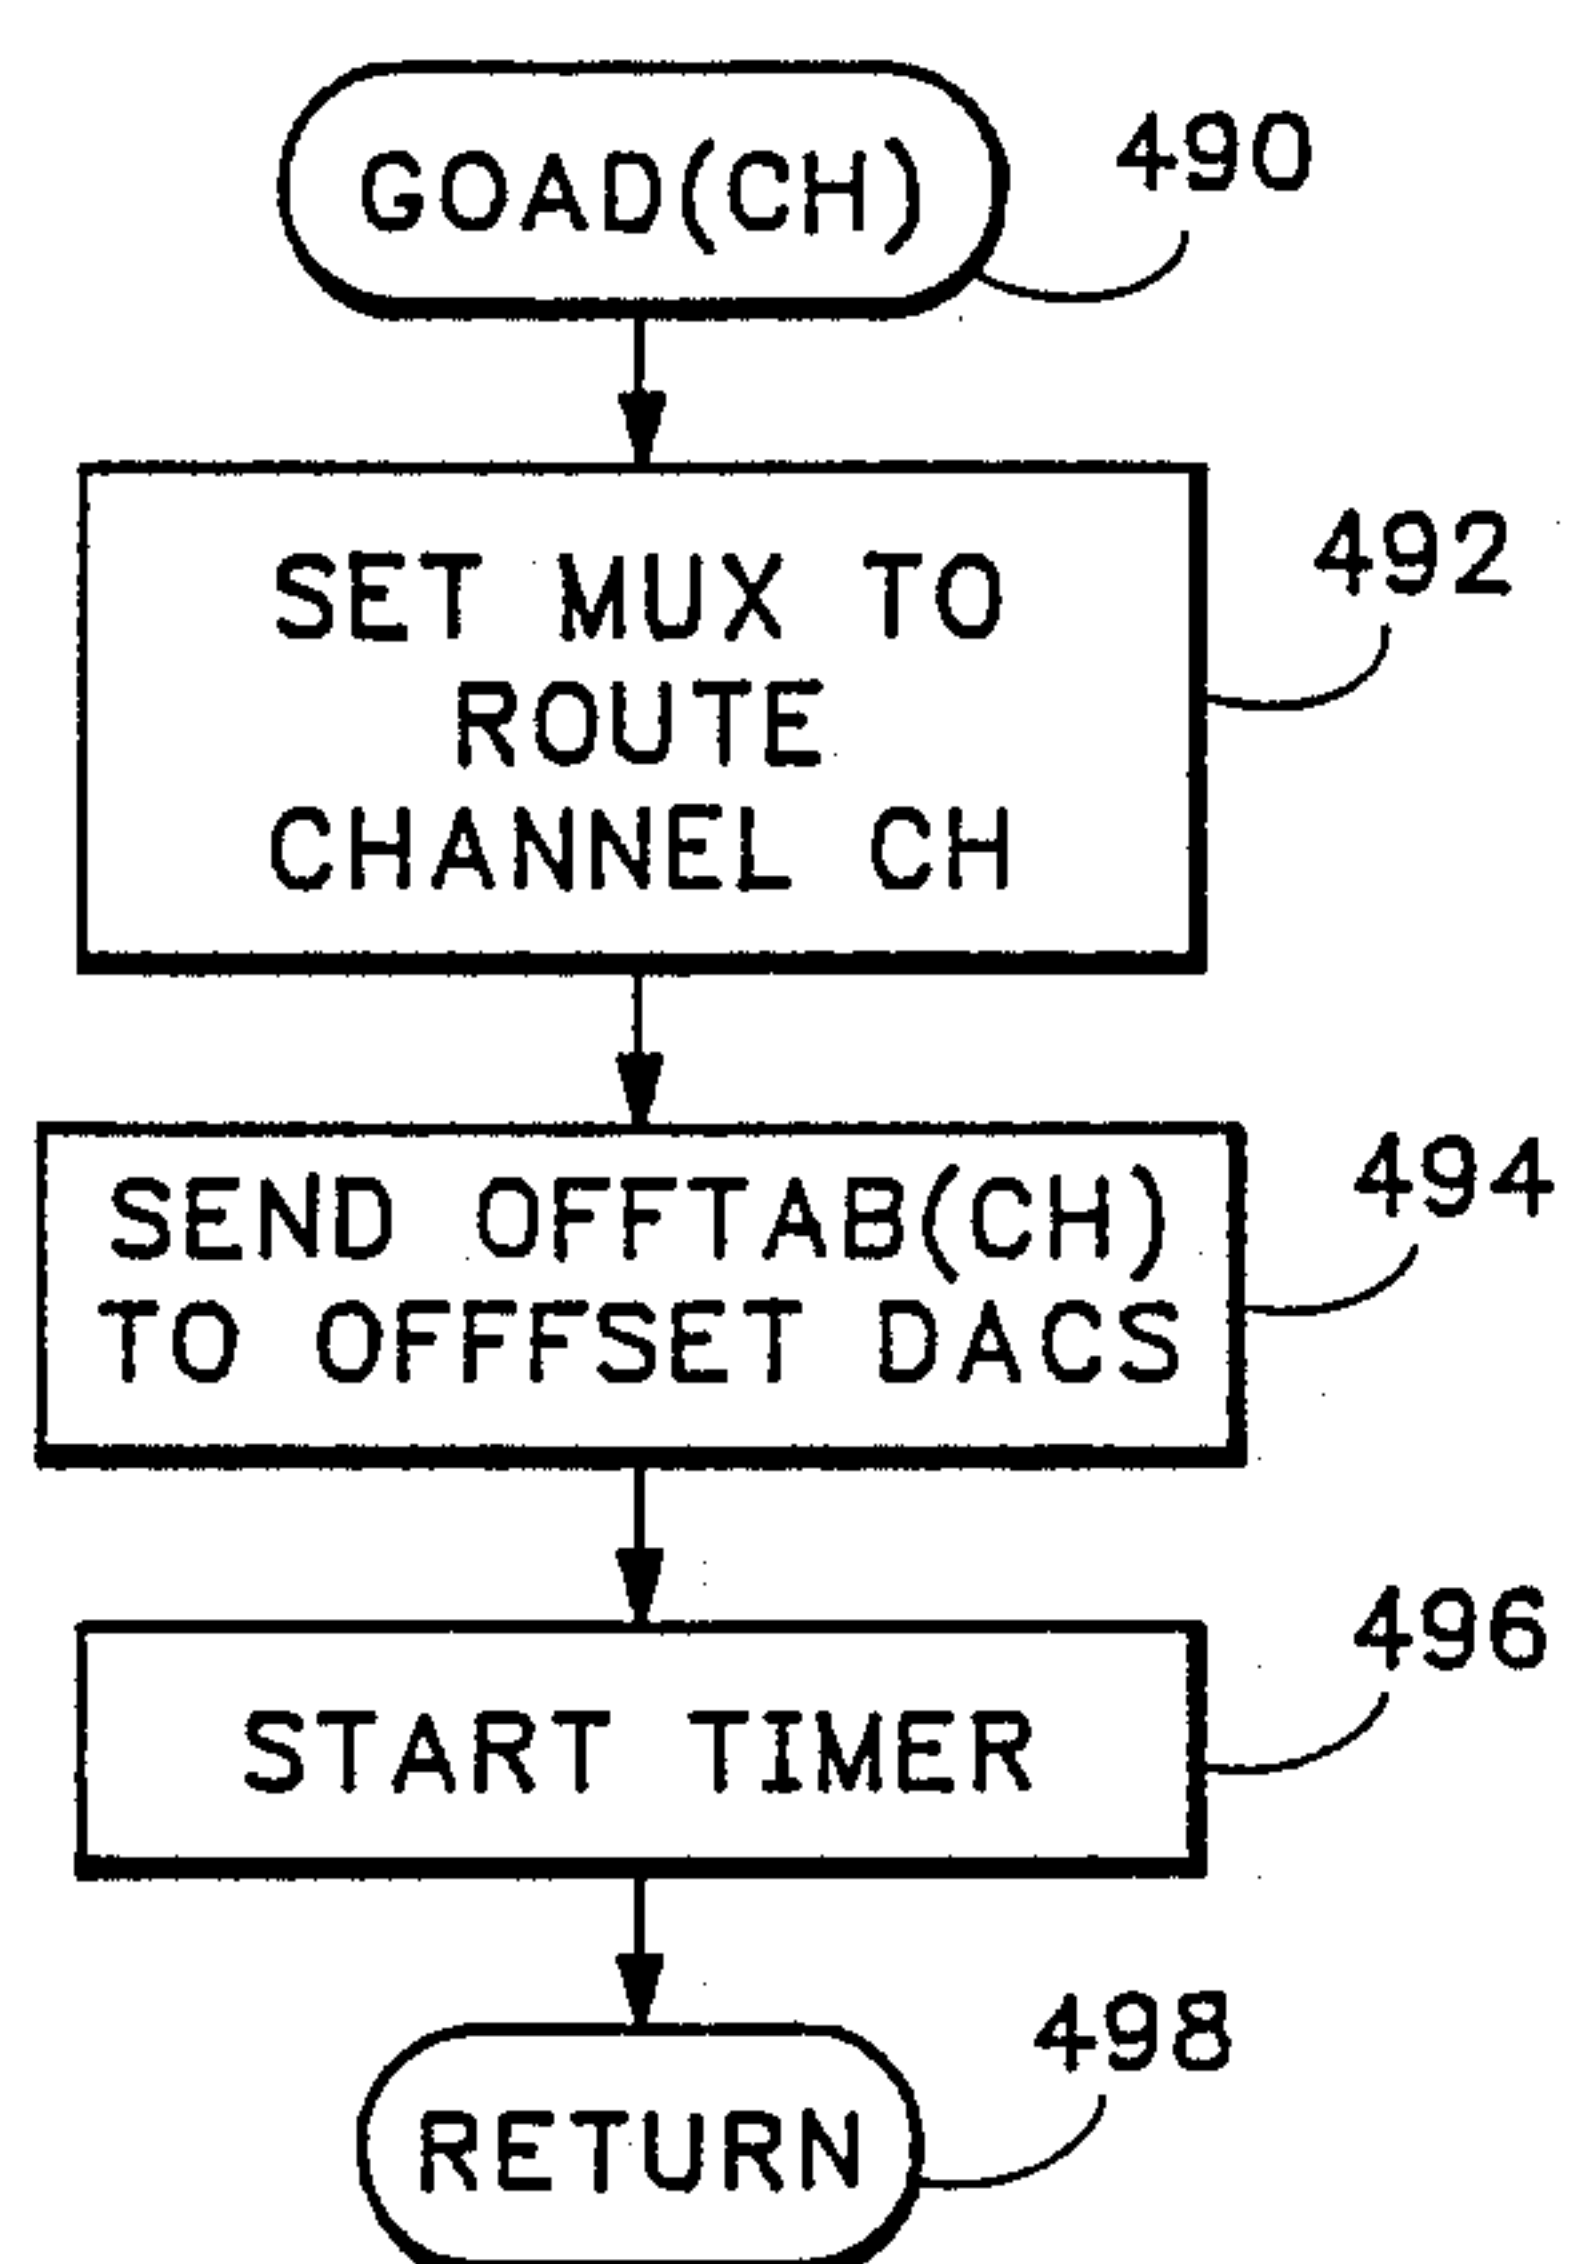 GOAD(CH)
490
SET MUX TO
ROUTE
CHANNEL CH
492
SEND OFFTAB(CH)
TO OFFFSET DACS
494
START TIMER
496
RETURN
498